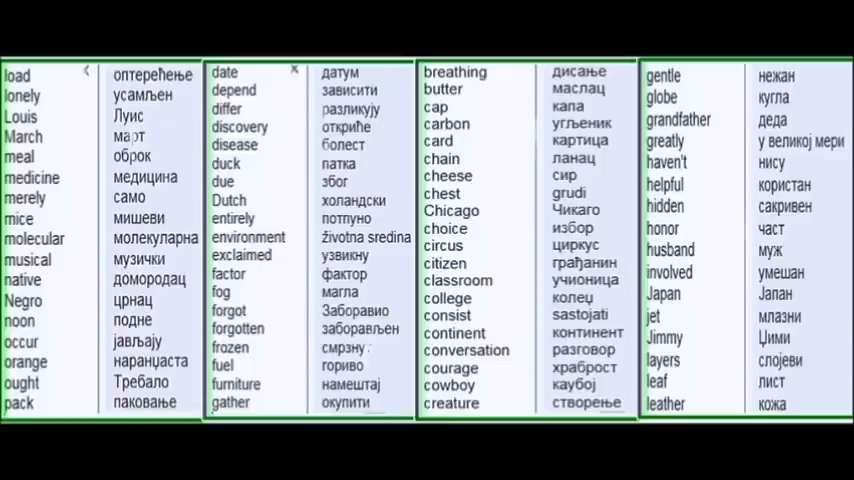 load оптерећење
lonely усамљен
Louis Луис
March март
meal оброк
medicine медицина
merely само
mice мишеви
molecular молекуларна
musical музички
native домородац
Negro црнац
noon подне
occur јављају
orange наранџаста
ought Требало
pack паковање
date датум
depend зависити
differ разликују
discovery откриће
disease болест
duck патка
due због
Dutch холандски
entirely потпуно
environment životna sredina
exclaimed узвикну
factor фактор
fog магла
forgot Заборавио
forgotten заборављен
frozen смрзну
fuel гориво
furniture намештај
gather окупити
breathing дисање
butter маслац
cap капа
carbon угљеник
card картица
chain ланац
cheese сир
chest grudi
Chicago Чикаго
choice избор
circus циркус
citizen грађанин
classroom учионица
college колеџ
consist sastojati
continent континент
conversation разговор
courage храброст
cowboy каубој
creature створење
gentle нежан
globe кугла
grandfather деда
greatly у великој мери
haven't нису
helpful користан
hidden сакривен
honor част
husband муж
involved умешан
Japan Јапан
jet млазни
Jimmy Џими
layers слојеви
leaf лист
leather кожа